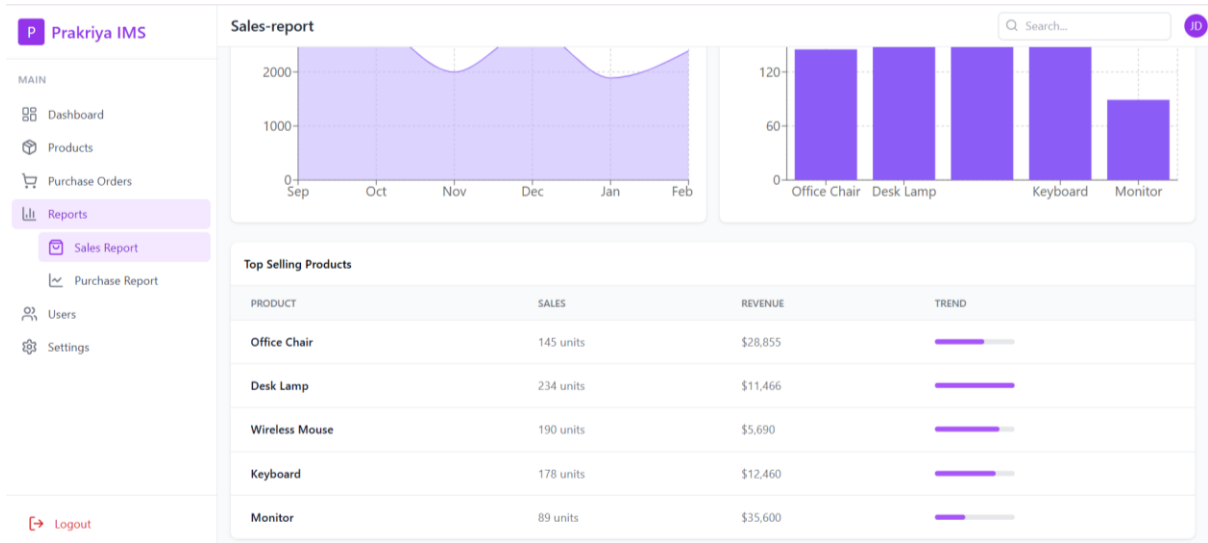 P Prakriya IMS
MAIN
Dashboard
Products
Purchase Orders
Reports
Sales Report
Purchase Report
Users
Settings
Logout
Sales-report
Search...
JD
2000
1000
0
Sep Oct Nov Dec Jan Feb
120
60
0
Office Chair Desk Lamp Keyboard Monitor
Top Selling Products
PRODUCT SALES REVENUE TREND
Office Chair 145 units $28,855
Desk Lamp 234 units $11,466
Wireless Mouse 190 units $5,690
Keyboard 178 units $12,460
Monitor 89 units $35,600